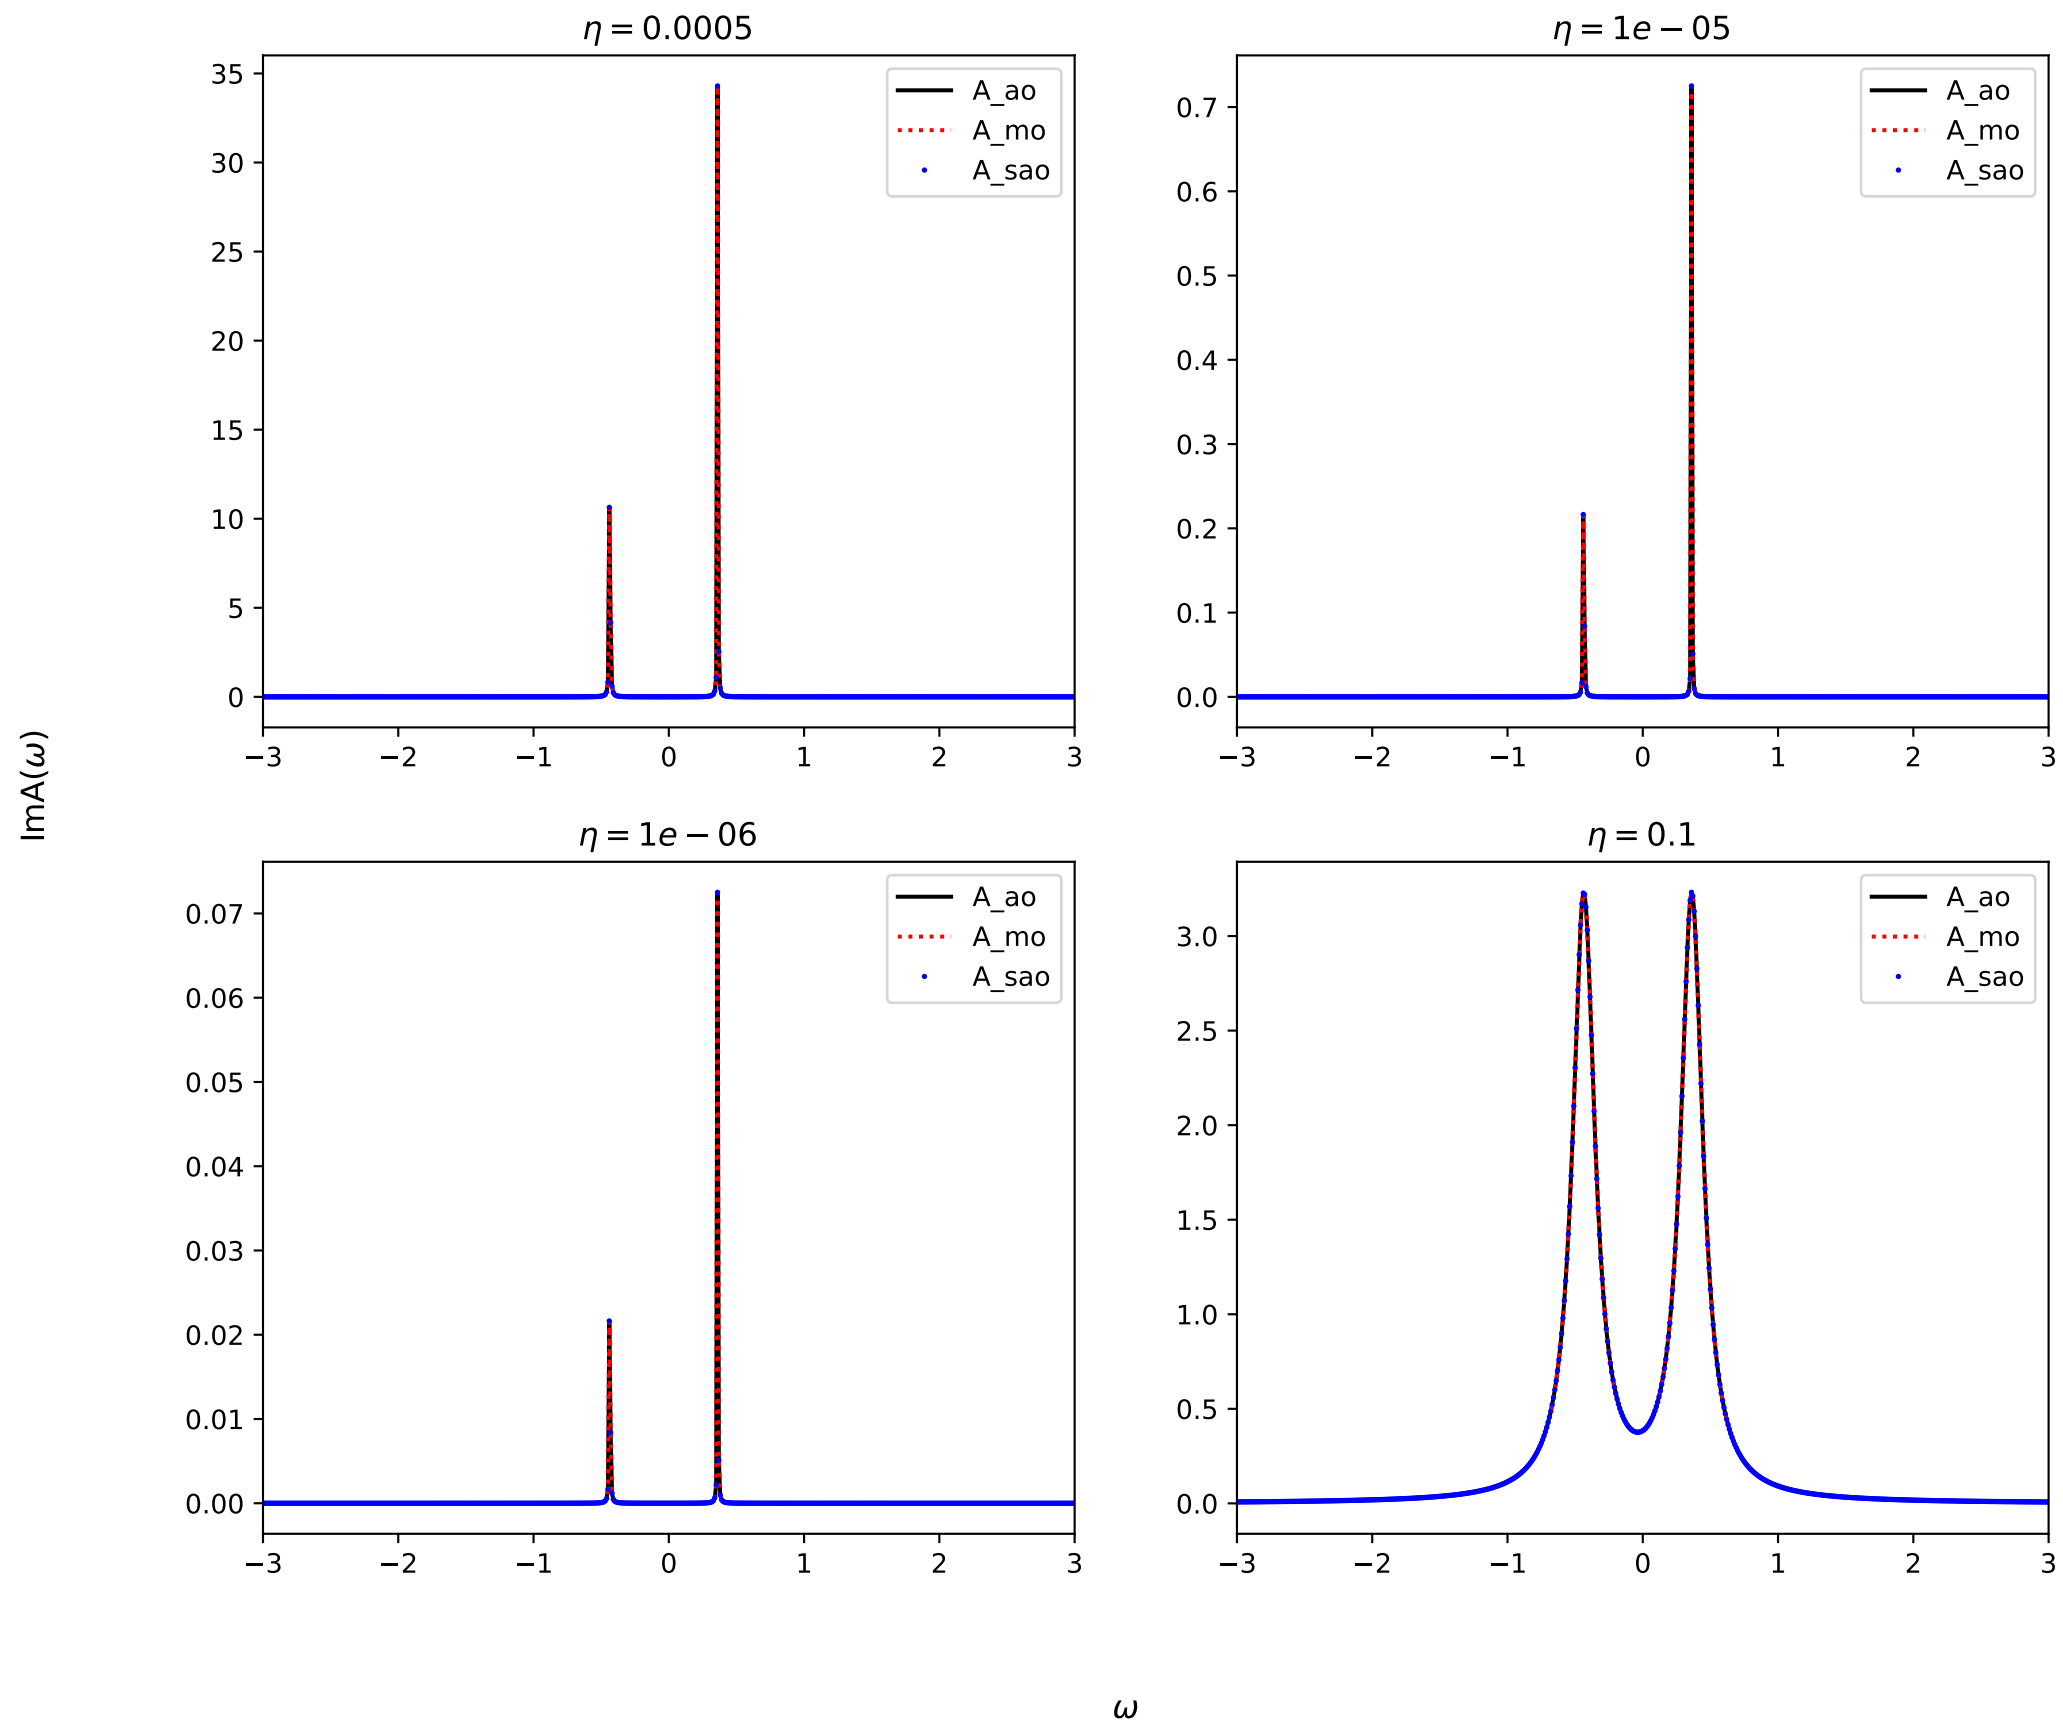 η = 0.0005
35
30
25
20
15
10
5
0
−3 −2 −1 0 1 2 3
A_ao
A_mo
A_sao
η = 1e − 05
0.7
0.6
0.5
0.4
0.3
0.2
0.1
0.0
−3 −2 −1 0 1 2 3
A_ao
A_mo
A_sao
ImA(ω)
η = 1e − 06
0.07
0.06
0.05
0.04
0.03
0.02
0.01
0.00
−3 −2 −1 0 1 2 3
A_ao
A_mo
A_sao
η = 0.1
3.0
2.5
2.0
1.5
1.0
0.5
0.0
−3 −2 −1 0 1 2 3
A_ao
A_mo
A_sao
ω